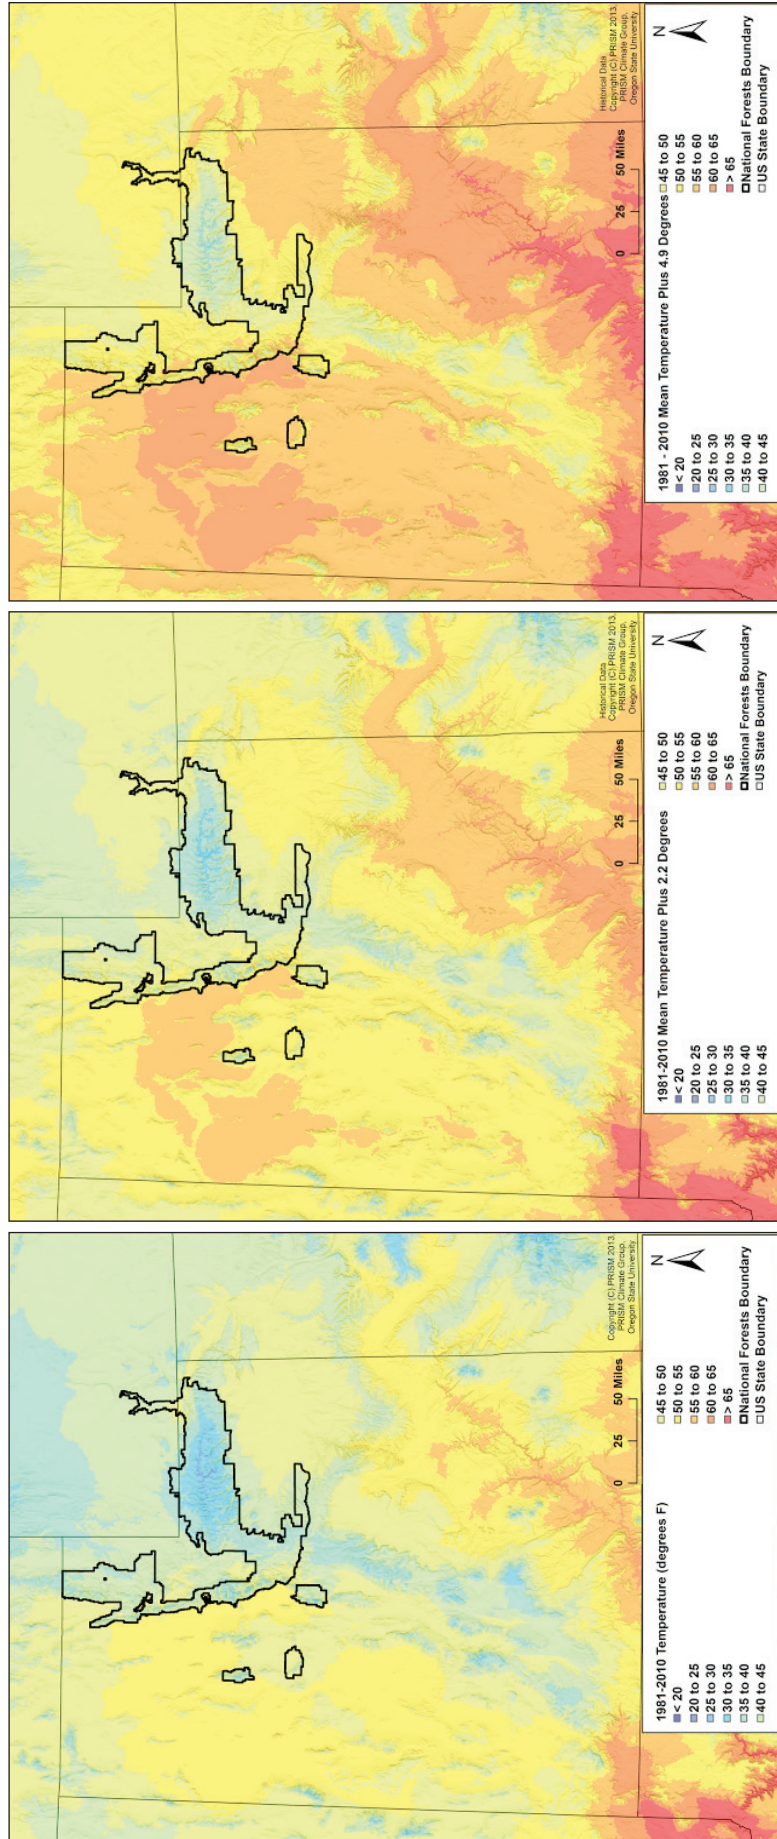 Historical Data
Copyright (C) PRISM 2013,
PRISM Climate Group,
Oregon State University
0 25 50 Miles
1981 - 2010 Mean Temperature Plus 4.9 Degrees
< 20
20 to 25
25 to 30
30 to 35
35 to 40
40 to 45
45 to 50
50 to 55
55 to 60
60 to 65
> 65
National Forests Boundary
US State Boundary
N
Historical Data
Copyright (C) PRISM 2013,
PRISM Climate Group,
Oregon State University
0 25 50 Miles
1981-2010 Mean Temperature Plus 2.2 Degrees
< 20
20 to 25
25 to 30
30 to 35
35 to 40
40 to 45
45 to 50
50 to 55
55 to 60
60 to 65
> 65
National Forests Boundary
US State Boundary
N
Copyright (C) PRISM 2013,
PRISM Climate Group,
Oregon State University
0 25 50 Miles
1981-2010 Temperature (degrees F)
< 20
20 to 25
25 to 30
30 to 35
35 to 40
40 to 45
45 to 50
50 to 55
55 to 60
60 to 65
> 65
National Forests Boundary
US State Boundary
N